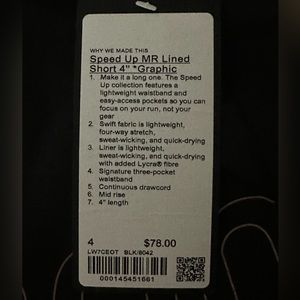 WHY WE MADE THIS
Speed Up MR Lined
Short 4" *Graphic
1. Make it a long one. The Speed
Up collection features a
lightweight waistband and
easy-access pockets so you can
focus on your run, not your
gear
2. Swift fabric is lightweight,
four-way stretch,
sweat-wicking, and quick-drying
3. Liner is lightweight,
sweat-wicking, and quick-drying
with added Lycra® fibre
4. Signature three-pocket
waistband
5. Continuous drawcord
6. Mid rise
7. 4" length
4 $78.00
LW7CEOT BLK/8042
000145451661